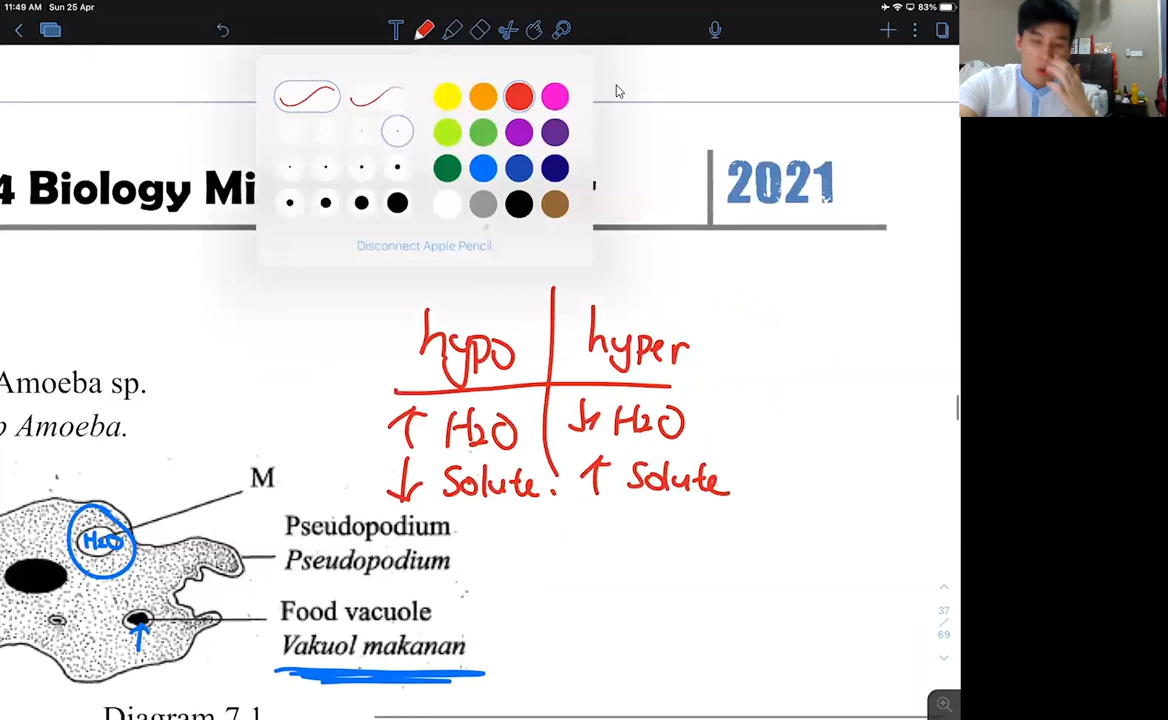 11:49 AM Sun 25 Apr
83%
T
4 Biology Mi
2021
Disconnect Apple Pencil
hypo hyper
↑ H2O ↓ H2O
↓ Solute. ↑ Solute
Amoeba sp.
Amoeba.
M
H2O
Pseudopodium
Pseudopodium
Food vacuole
Vakuol makanan
37
/
69
Diagram 7.1